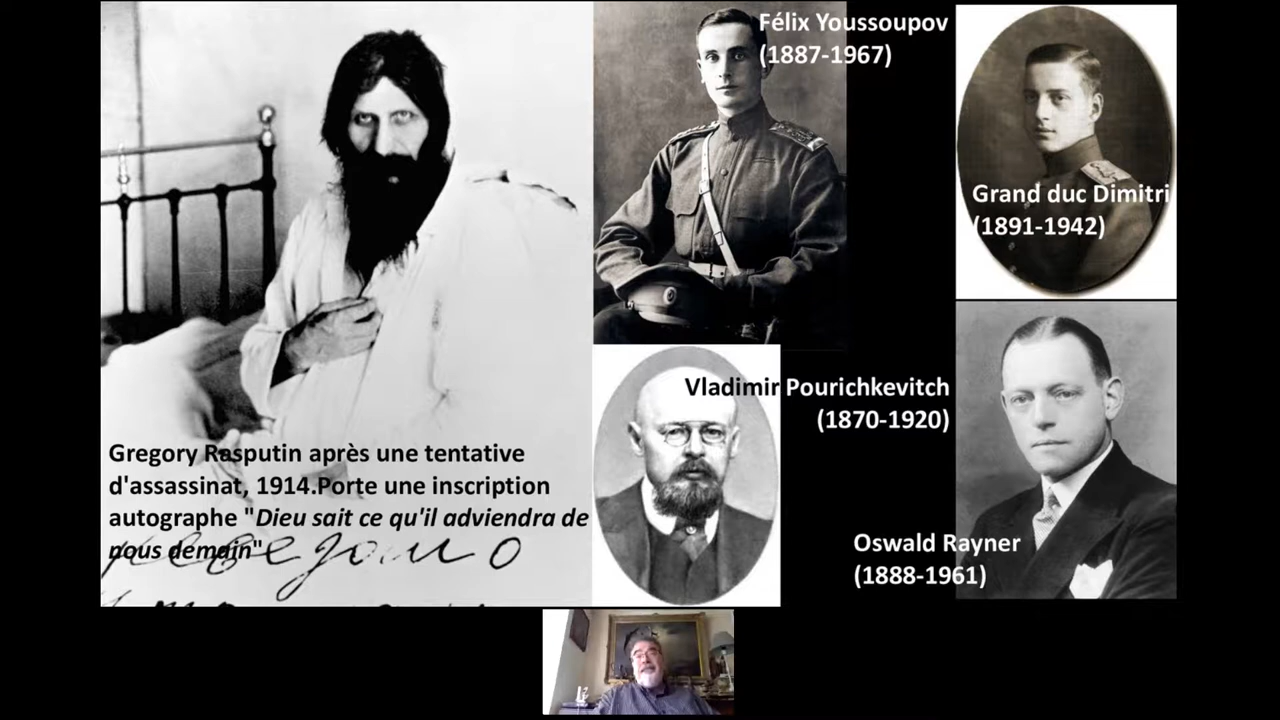 Félix Youssoupov
(1887-1967)
Grand duc Dimitri
(1891-1942)
Vladimir Pourichkevitch
(1870-1920)
Gregory Rasputin après une tentative
d'assassinat, 1914.Porte une inscription
autographe "Dieu sait ce qu'il adviendra de
nous demain"
Oswald Rayner
(1888-1961)